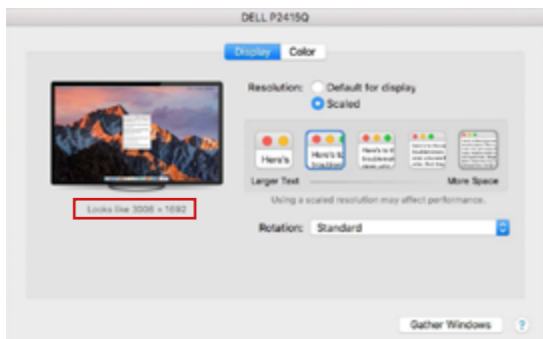 DELL P2415Q
Display Color
Resolution: Default for display
Scaled
Here's
Larger Text More Space
Using a scaled resolution may affect performance.
Looks like 3008 × 1692
Rotation: Standard
Gather Windows ?